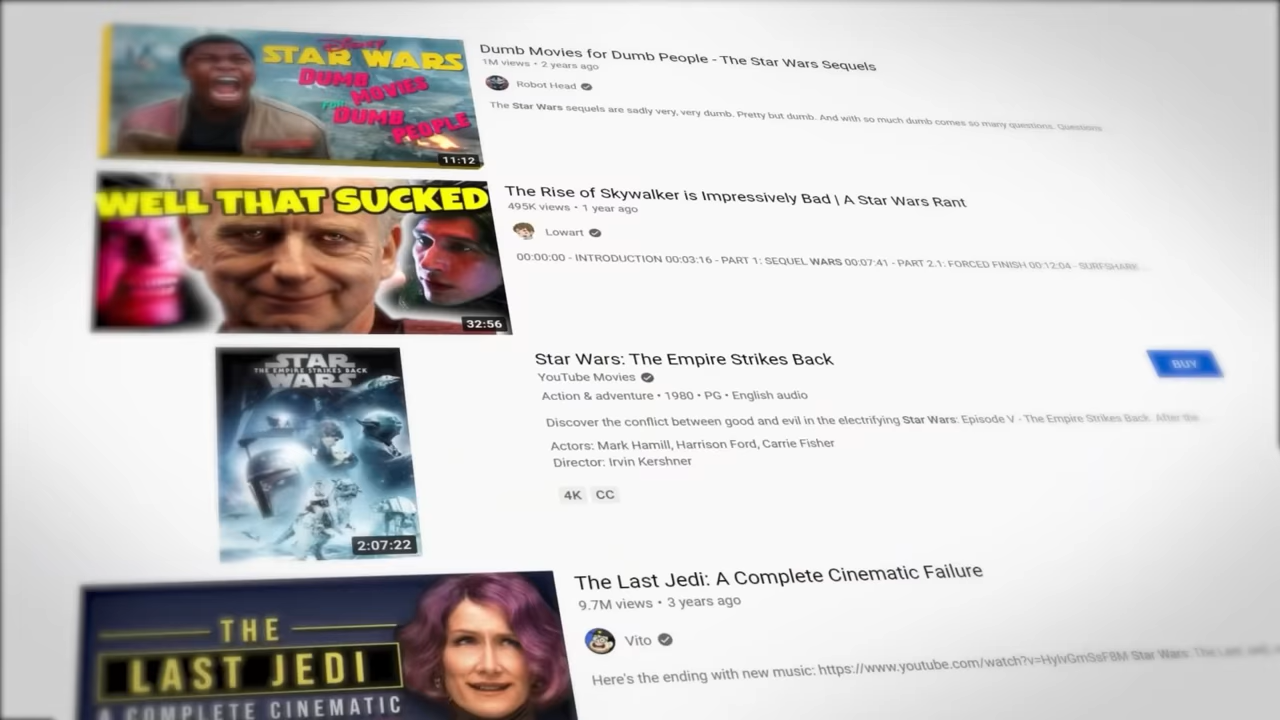 Disney
STAR WARS
DUMB
MOVIES
FOR
DUMB
PEOPLE
11:12
Dumb Movies for Dumb People - The Star Wars Sequels
1M views • 2 years ago
Robot Head
The Star Wars sequels are sadly very, very dumb. Pretty but dumb. And with so much dumb comes so many questions. Questions
WELL THAT SUCKED
32:56
The Rise of Skywalker is Impressively Bad | A Star Wars Rant
495K views • 1 year ago
Lowart
00:00:00 - INTRODUCTION 00:03:16 - PART 1: SEQUEL WARS 00:07:41 - PART 2.1: FORCED FINISH 00:12:04 - SURFSHARK
STAR
THE EMPIRE STRIKES BACK
WARS
2:07:22
Star Wars: The Empire Strikes Back
BUY
YouTube Movies
Action & adventure • 1980 • PG • English audio
Discover the conflict between good and evil in the electrifying Star Wars: Episode V - The Empire Strikes Back. After the
Actors: Mark Hamill, Harrison Ford, Carrie Fisher
Director: Irvin Kershner
4K CC
THE
LAST JEDI
A COMPLETE CINEMATIC
The Last Jedi: A Complete Cinematic Failure
9.7M views • 3 years ago
Vito
Here's the ending with new music: https://www.youtube.com/watch?v=HyIvGmSsF8M Star Wars: The Last